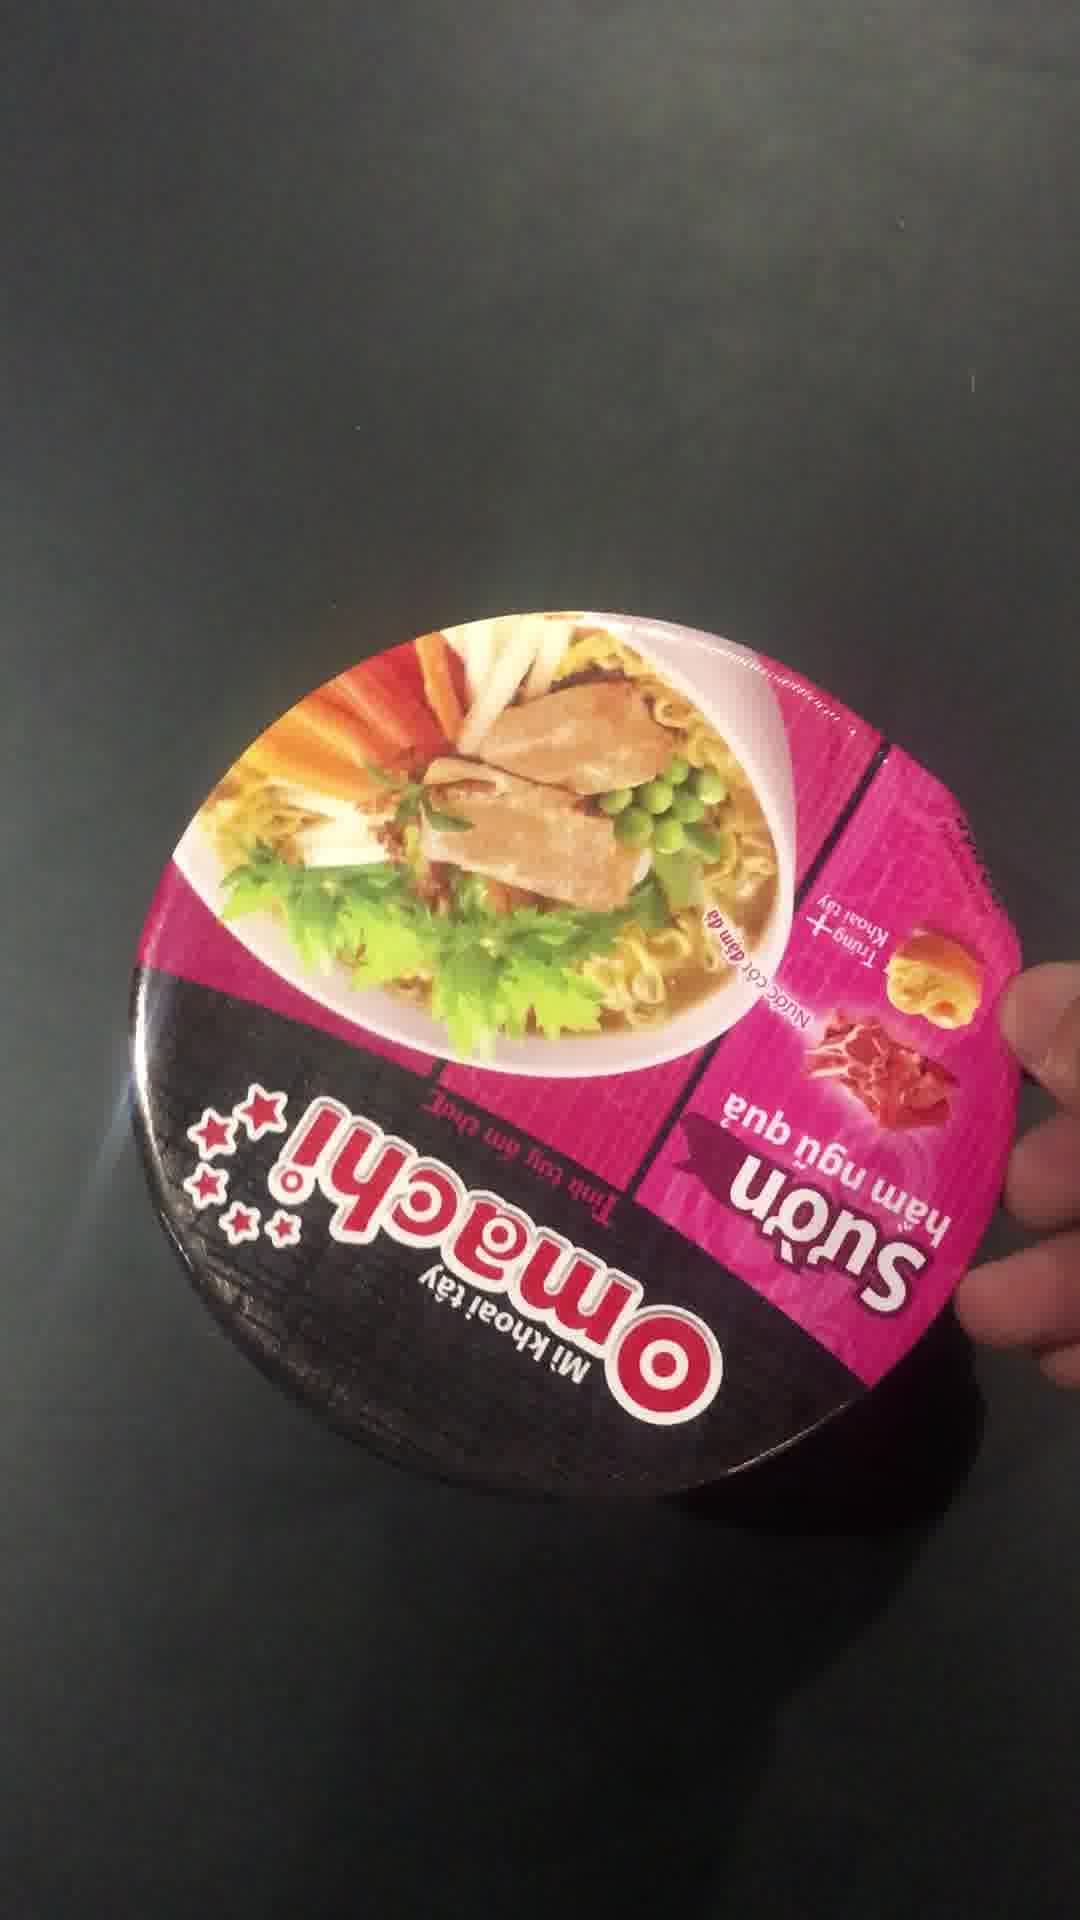 Mì khoai tây
Omachi
Tinh túy ẩm thực
Sườn
hầm ngũ quả
Nước cốt đậm đà
Trứng +
Khoai tây